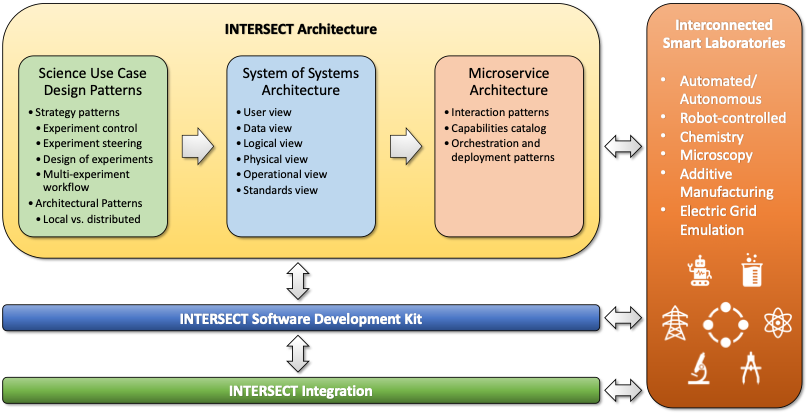 INTERSECT Architecture
Science Use Case
Design Patterns
• Strategy patterns
• Experiment control
• Experiment steering
• Design of experiments
• Multi-experiment
workflow
• Architectural Patterns
• Local vs. distributed
System of Systems
Architecture
• User view
• Data view
• Logical view
• Physical view
• Operational view
• Standards view
Microservice
Architecture
• Interaction patterns
• Capabilities catalog
• Orchestration and
deployment patterns
INTERSECT Software Development Kit
INTERSECT Integration
Interconnected
Smart Laboratories
• Automated/
Autonomous
• Robot-controlled
• Chemistry
• Microscopy
• Additive
Manufacturing
• Electric Grid
Emulation